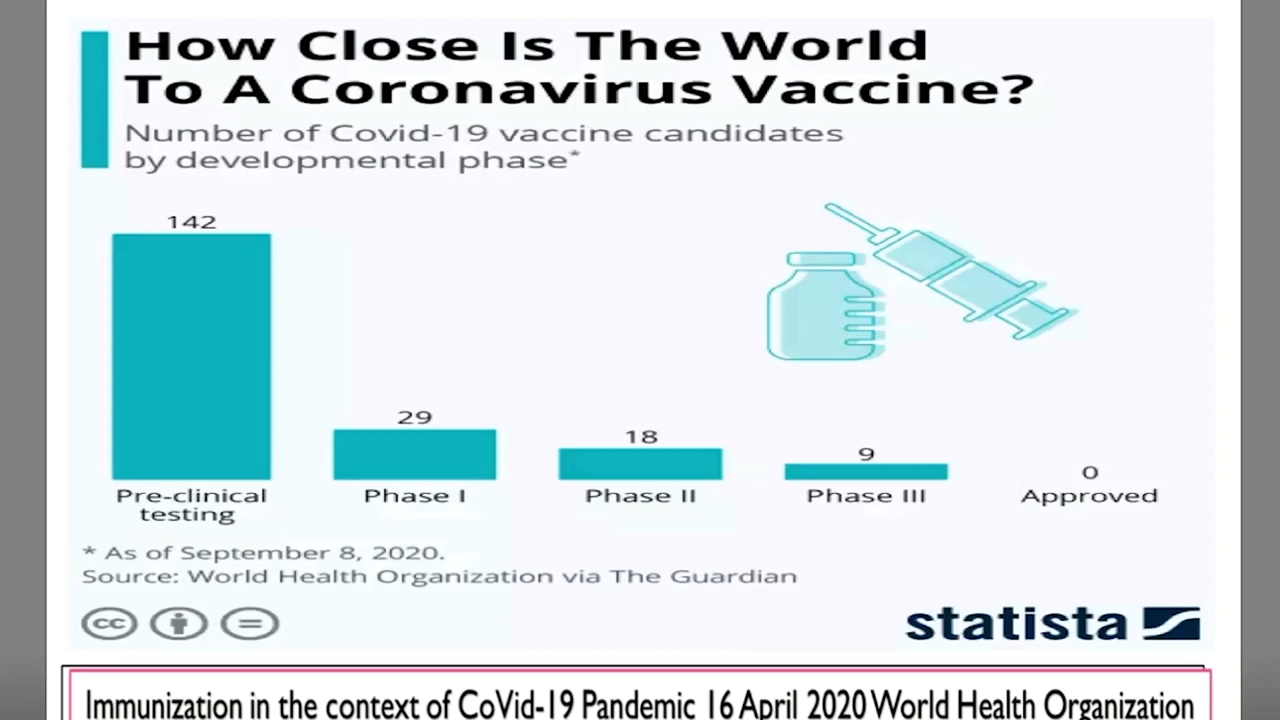 How Close Is The World
To A Coronavirus Vaccine?
Number of Covid-19 vaccine candidates
by developmental phase*
142
29
18
9
0
Pre-clinical
testing
Phase I
Phase II
Phase III
Approved
* As of September 8, 2020.
Source: World Health Organization via The Guardian
cc
statista
Immunization in the context of CoVid-19 Pandemic 16 April 2020 World Health Organization